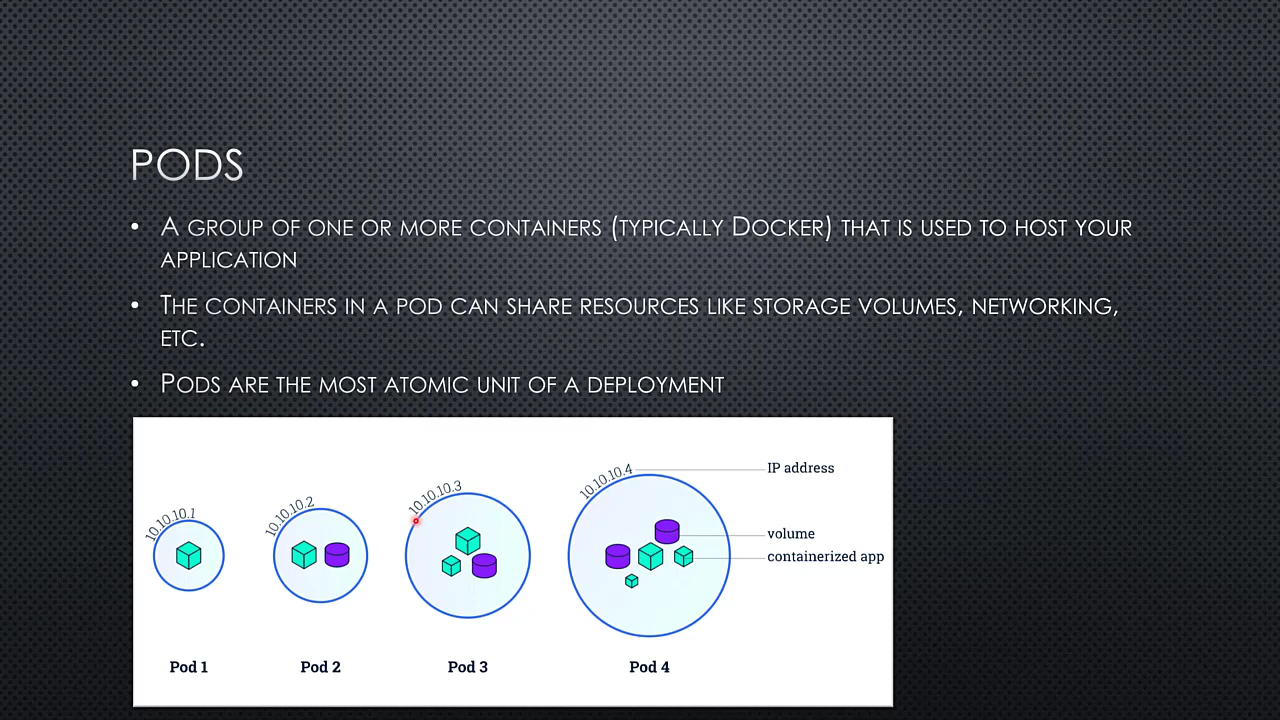 PODS
• A GROUP OF ONE OR MORE CONTAINERS (TYPICALLY DOCKER) THAT IS USED TO HOST YOUR
APPLICATION
• THE CONTAINERS IN A POD CAN SHARE RESOURCES LIKE STORAGE VOLUMES, NETWORKING,
ETC.
• PODS ARE THE MOST ATOMIC UNIT OF A DEPLOYMENT
10.10.10.1
10.10.10.2
10.10.10.3
10.10.10.4
IP address
volume
containerized app
Pod 1
Pod 2
Pod 3
Pod 4